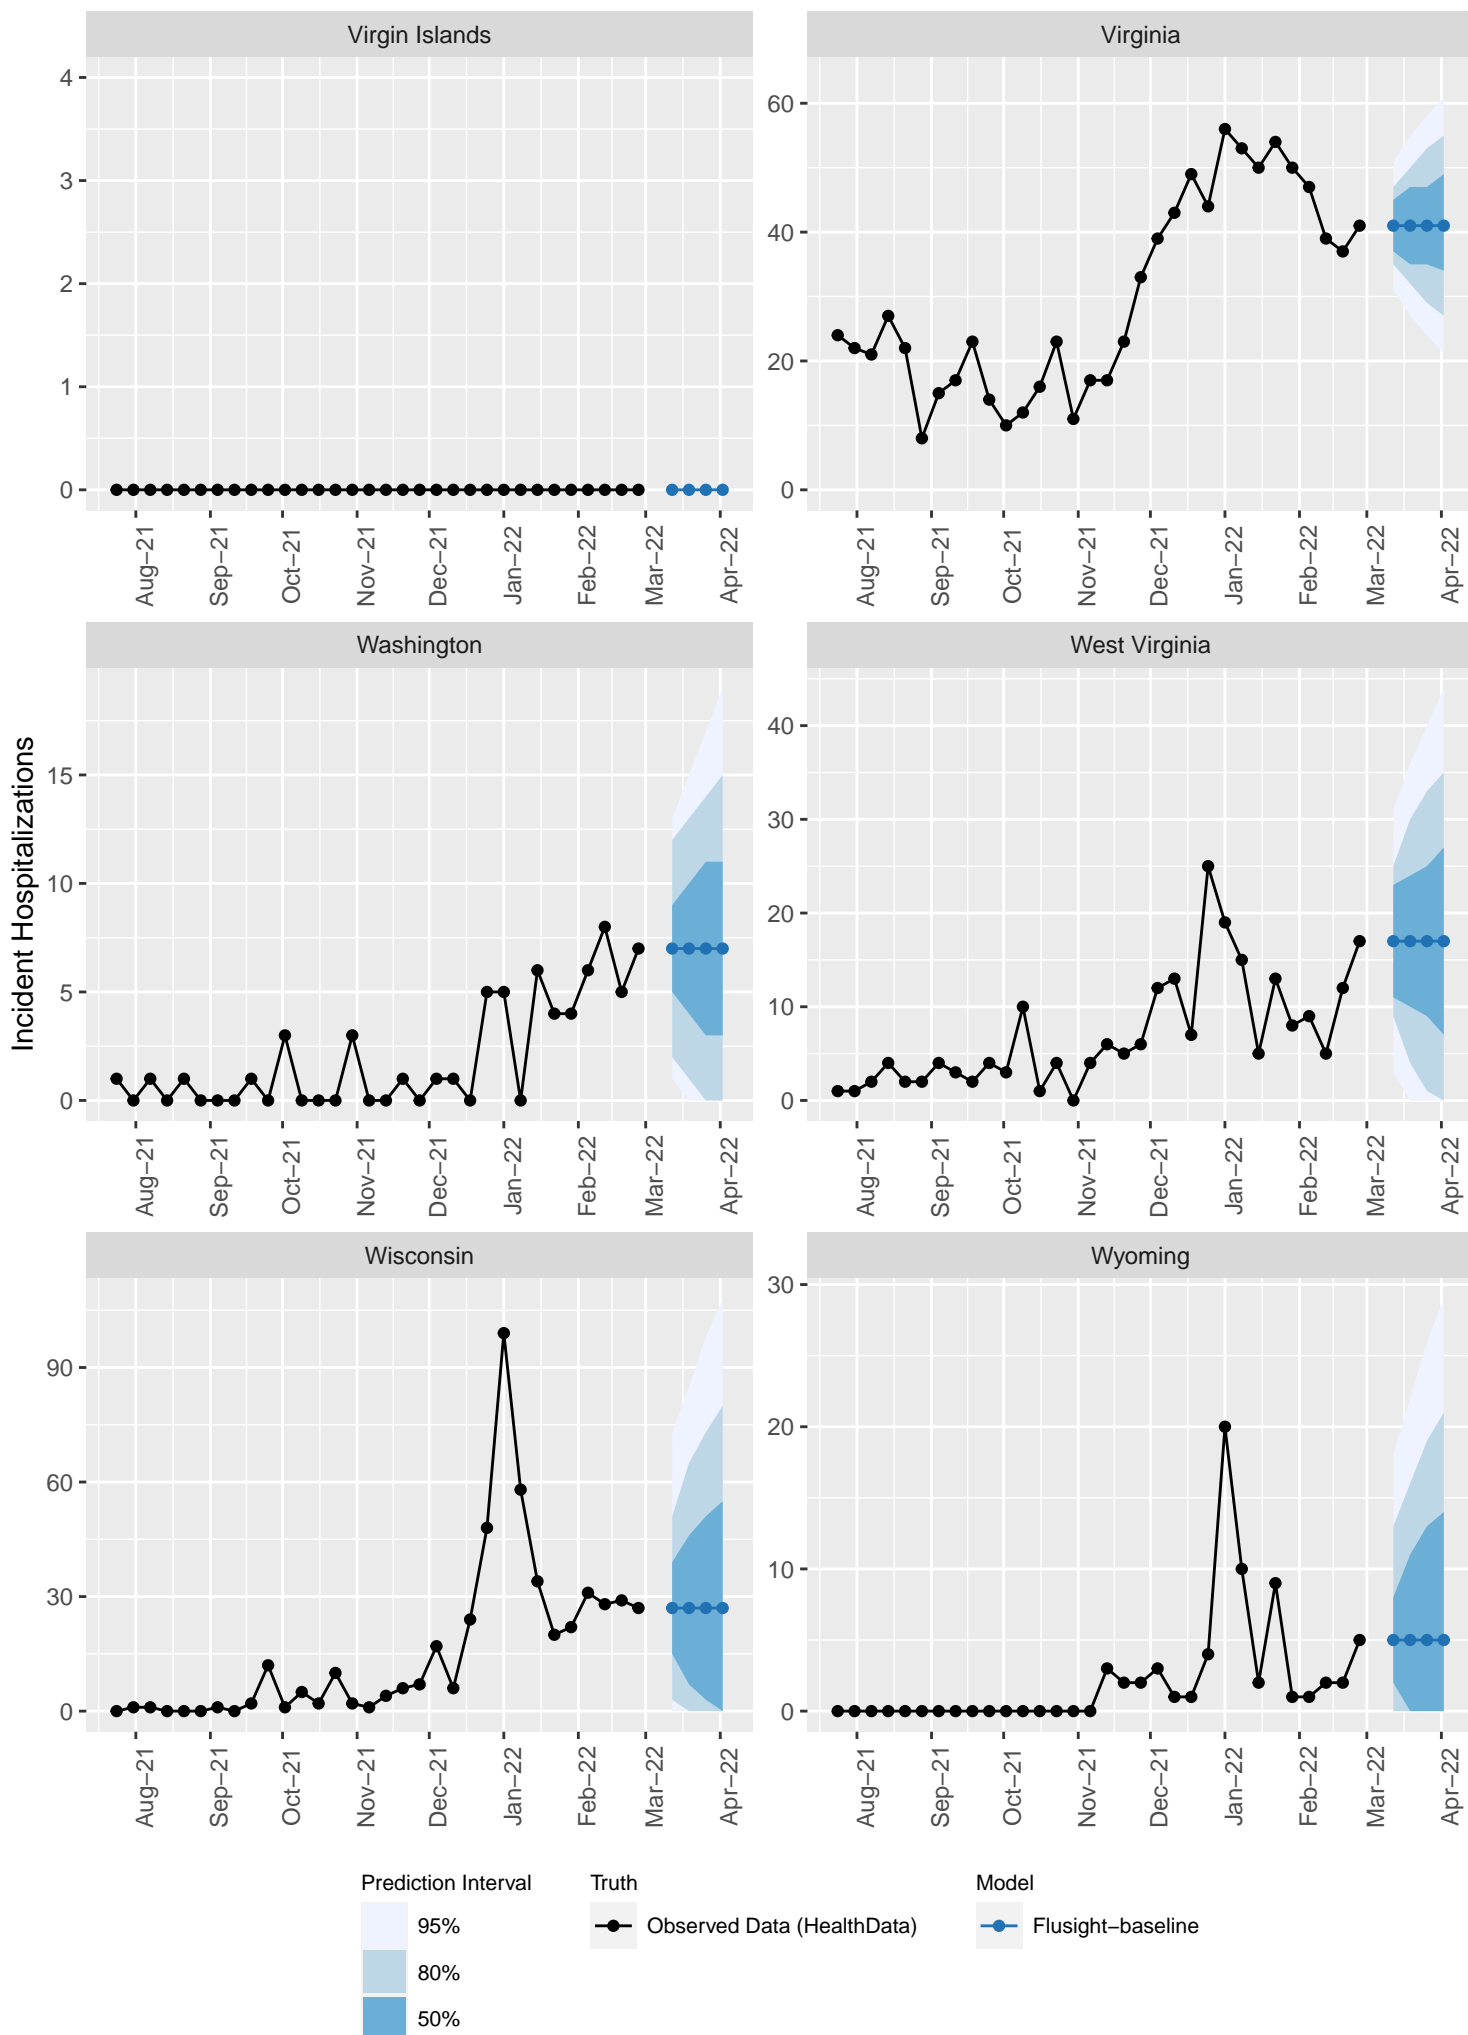 Virgin Islands
Virginia
4
3
2
1
0
60
40
20
0
Aug−21
Sep−21
Oct−21
Nov−21
Dec−21
Jan−22
Feb−22
Mar−22
Apr−22
Aug−21
Sep−21
Oct−21
Nov−21
Dec−21
Jan−22
Feb−22
Mar−22
Apr−22
Incident Hospitalizations
Washington
West Virginia
15
10
5
0
40
30
20
10
0
Aug−21
Sep−21
Oct−21
Nov−21
Dec−21
Jan−22
Feb−22
Mar−22
Apr−22
Aug−21
Sep−21
Oct−21
Nov−21
Dec−21
Jan−22
Feb−22
Mar−22
Apr−22
Wisconsin
Wyoming
90
60
30
0
30
20
10
0
Aug−21
Sep−21
Oct−21
Nov−21
Dec−21
Jan−22
Feb−22
Mar−22
Apr−22
Aug−21
Sep−21
Oct−21
Nov−21
Dec−21
Jan−22
Feb−22
Mar−22
Apr−22
Prediction Interval
95%
80%
50%
Truth
Observed Data (HealthData)
Model
Flusight−baseline